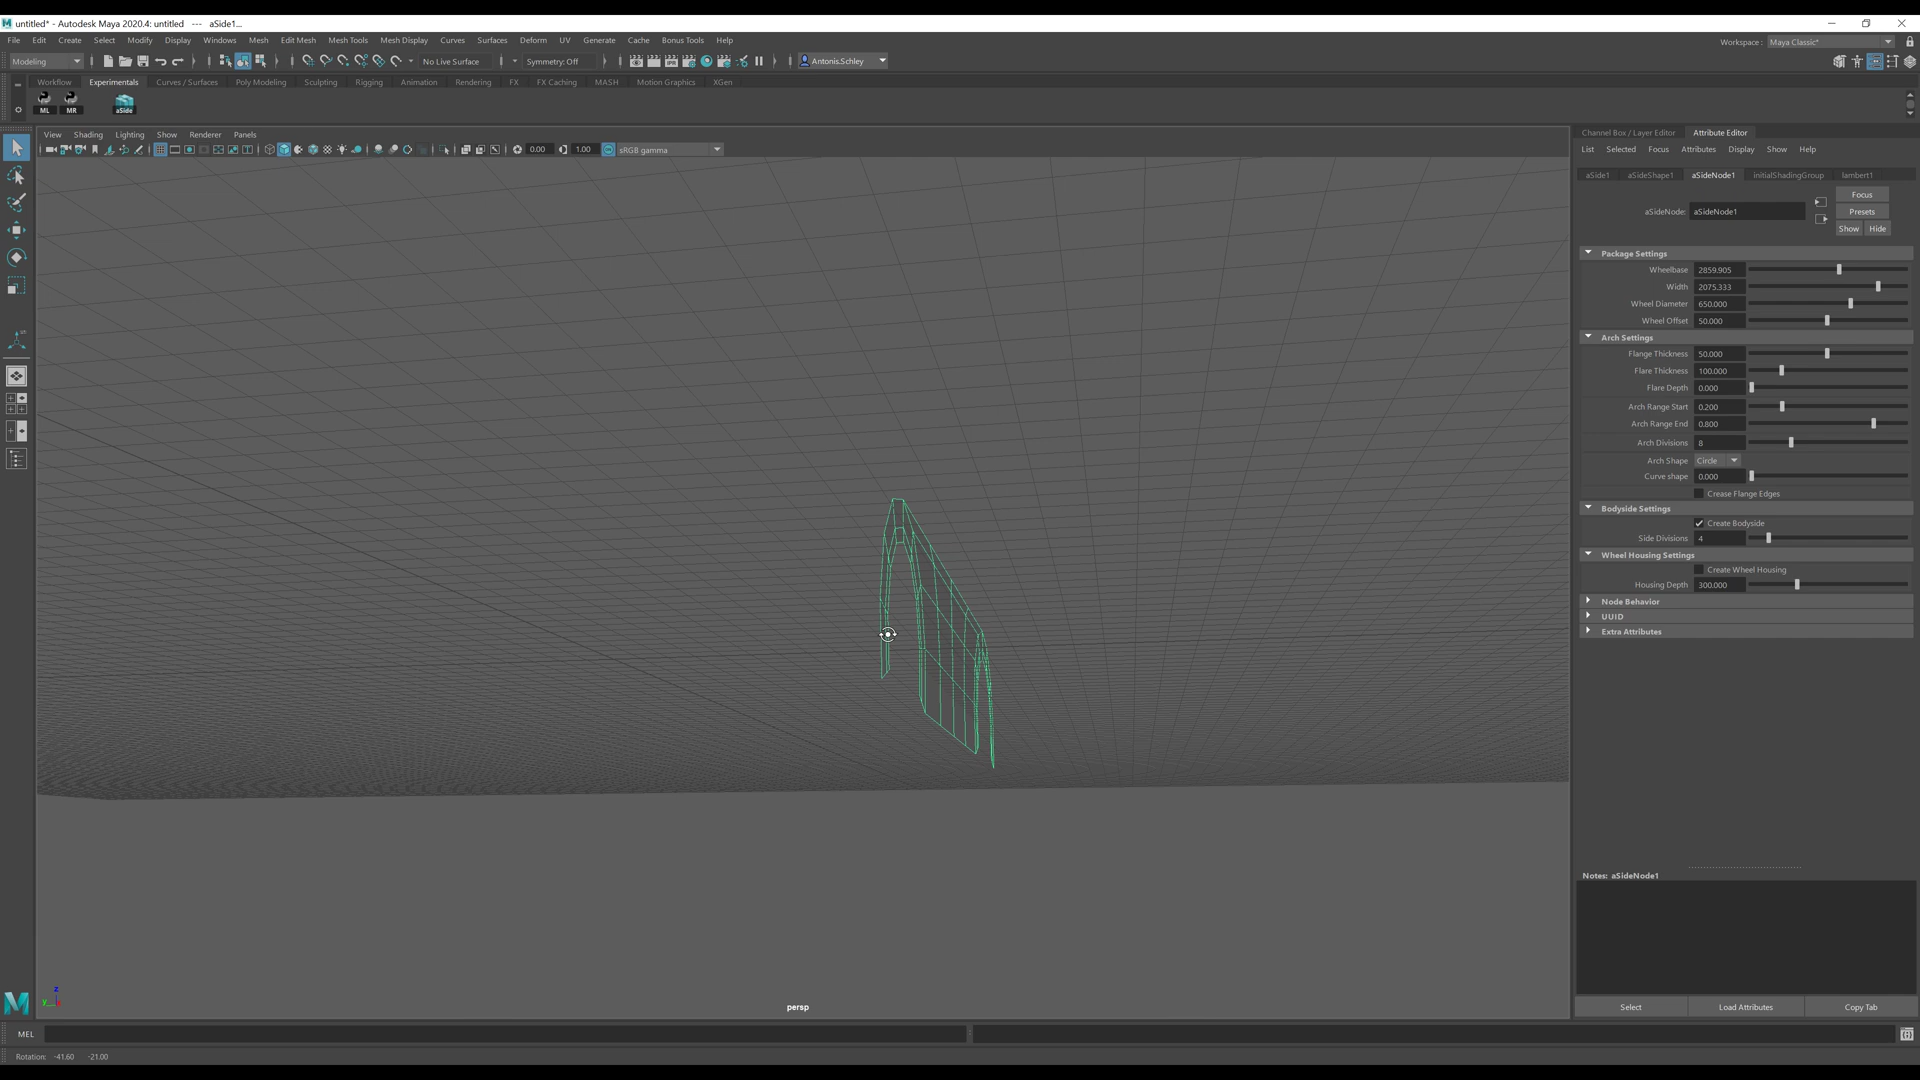 untitled* - Autodesk Maya 2020.4: untitled --- aSide1...
File Edit Create Select Modify Display Windows Mesh Edit Mesh Mesh Tools Mesh Display Curves Surfaces Deform UV Generate Cache Bonus Tools Help
Workspace : Maya Classic*
Modeling No Live Surface Symmetry: Off Antonis.Schley
Workflow Experimentals Curves / Surfaces Poly Modeling Sculpting Rigging Animation Rendering FX FX Caching MASH Motion Graphics XGen
ML MR aSide
View Shading Lighting Show Renderer Panels
0.00 1.00 sRGB gamma
Channel Box / Layer Editor Attribute Editor
List Selected Focus Attributes Display Show Help
aSide1 aSideShape1 aSideNode1 initialShadingGroup lambert1
Focus
aSideNode: aSideNode1 Presets
Show Hide
Package Settings
Wheelbase 2859.905
Width 2075.333
Wheel Diameter 650.000
Wheel Offset 50.000
Arch Settings
Flange Thickness 50.000
Flare Thickness 100.000
Flare Depth 0.000
Arch Range Start 0.200
Arch Range End 0.800
Arch Divisions 8
Arch Shape Circle
Curve shape 0.000
Crease Flange Edges
Bodyside Settings
Create Bodyside
Side Divisions 4
Wheel Housing Settings
Create Wheel Housing
Housing Depth 300.000
Node Behavior
UUID
Extra Attributes
Notes: aSideNode1
z
y x
persp
Select Load Attributes Copy Tab
MEL
Rotation: -41.60 -21.00